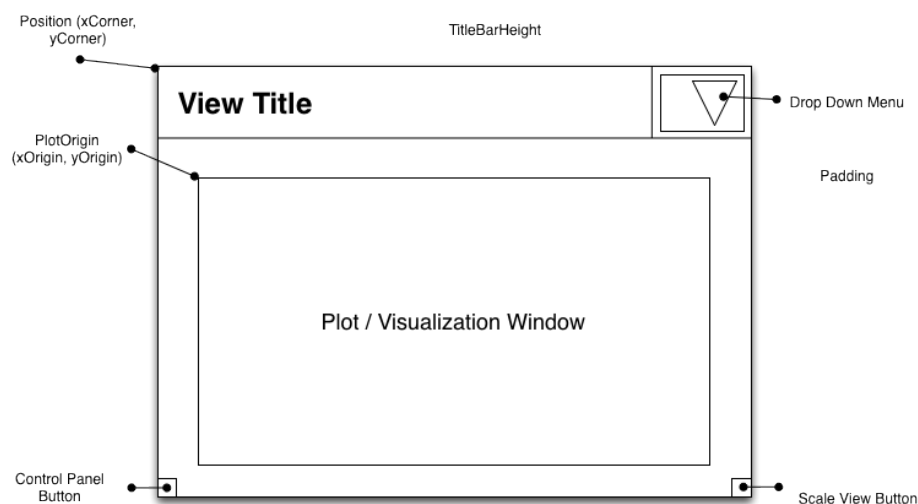 Position (xCorner,
yCorner)
TitleBarHeight
View Title
Drop Down Menu
PlotOrigin
(xOrigin, yOrigin)
Padding
Plot / Visualization Window
Control Panel
Button
Scale View Button